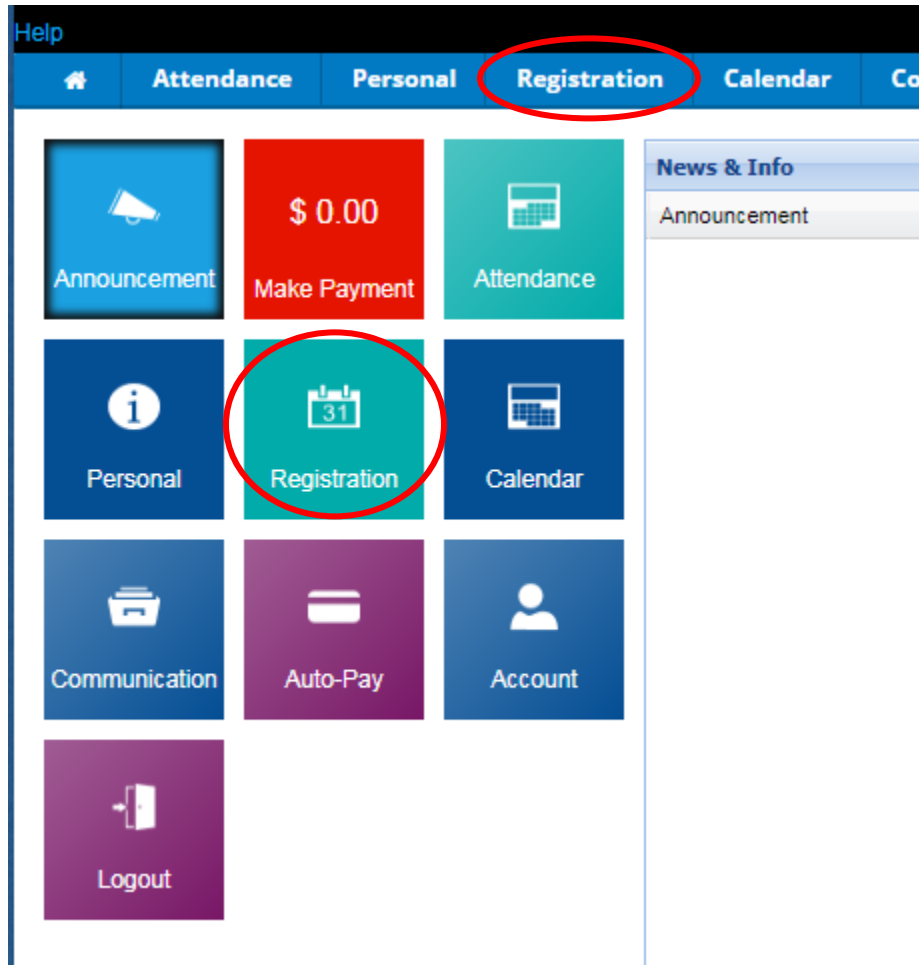 Help
Attendance Personal Registration Calendar Co
News & Info
Announcement
Announcement
$ 0.00
Make Payment
Attendance
i
Personal
31
Registration
Calendar
Communication
Auto-Pay
Account
Logout